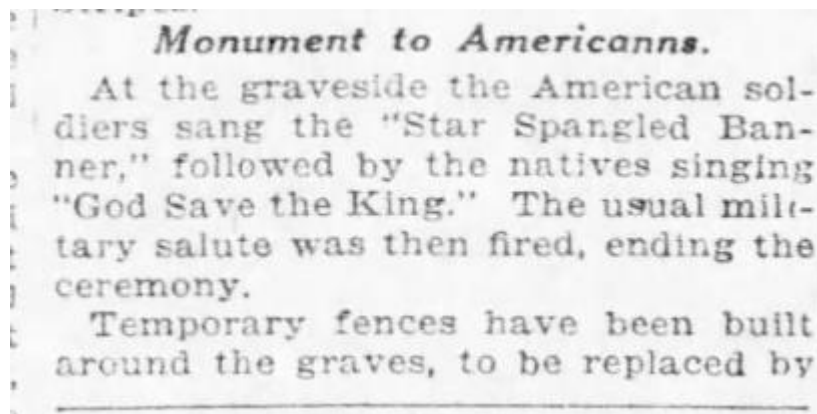 Monument to Americanns.
At the graveside the American sol-
diers sang the "Star Spangled Ban-
ner," followed by the natives singing
"God Save the King." The usual mili-
tary salute was then fired, ending the
ceremony.
Temporary fences have been built
around the graves, to be replaced by